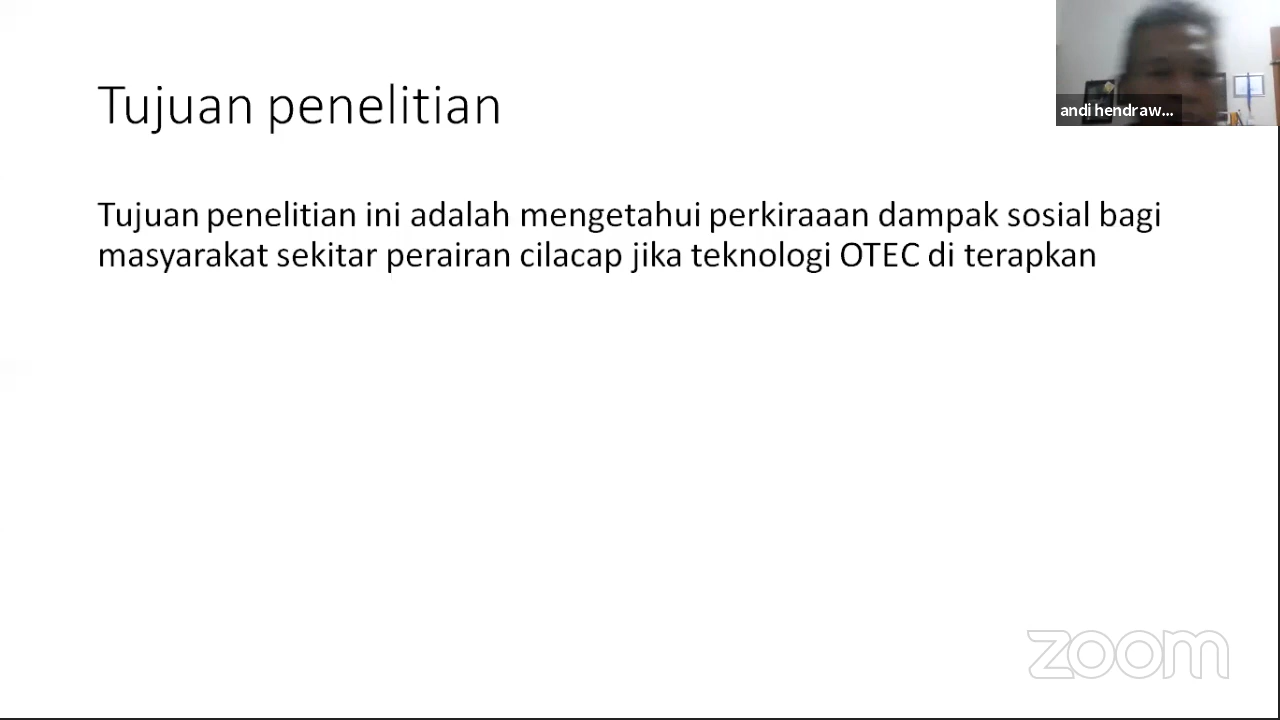 Tujuan penelitian
andi hendraw...
Tujuan penelitian ini adalah mengetahui perkiraaan dampak sosial bagi
masyarakat sekitar perairan cilacap jika teknologi OTEC di terapkan
zoom